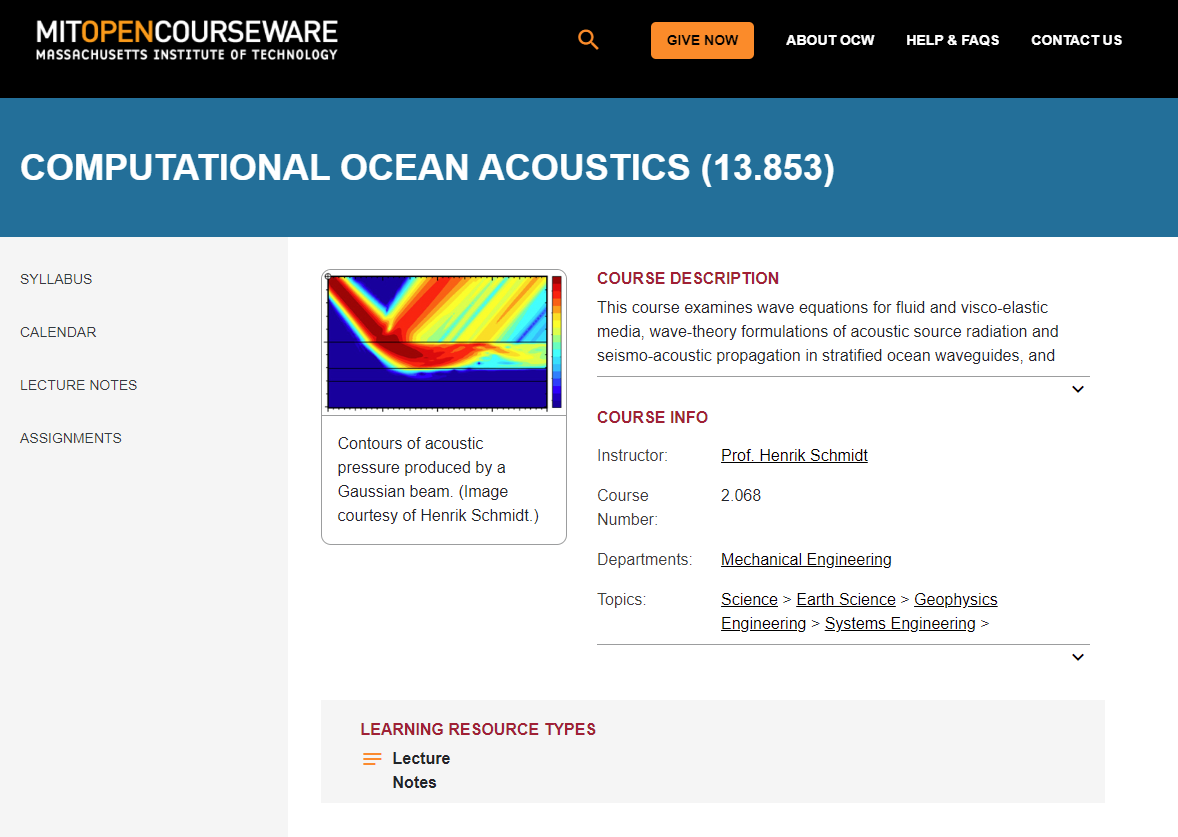 MITOPENCOURSEWARE
MASSACHUSETTS INSTITUTE OF TECHNOLOGY
GIVE NOW
ABOUT OCW
HELP & FAQS
CONTACT US
COMPUTATIONAL OCEAN ACOUSTICS (13.853)
SYLLABUS
CALENDAR
LECTURE NOTES
ASSIGNMENTS
Contours of acoustic
pressure produced by a
Gaussian beam. (Image
courtesy of Henrik Schmidt.)
COURSE DESCRIPTION
This course examines wave equations for fluid and visco-elastic
media, wave-theory formulations of acoustic source radiation and
seismo-acoustic propagation in stratified ocean waveguides, and
COURSE INFO
Instructor: Prof. Henrik Schmidt
Course 2.068
Number:
Departments: Mechanical Engineering
Topics: Science > Earth Science > Geophysics
Engineering > Systems Engineering >
LEARNING RESOURCE TYPES
Lecture
Notes